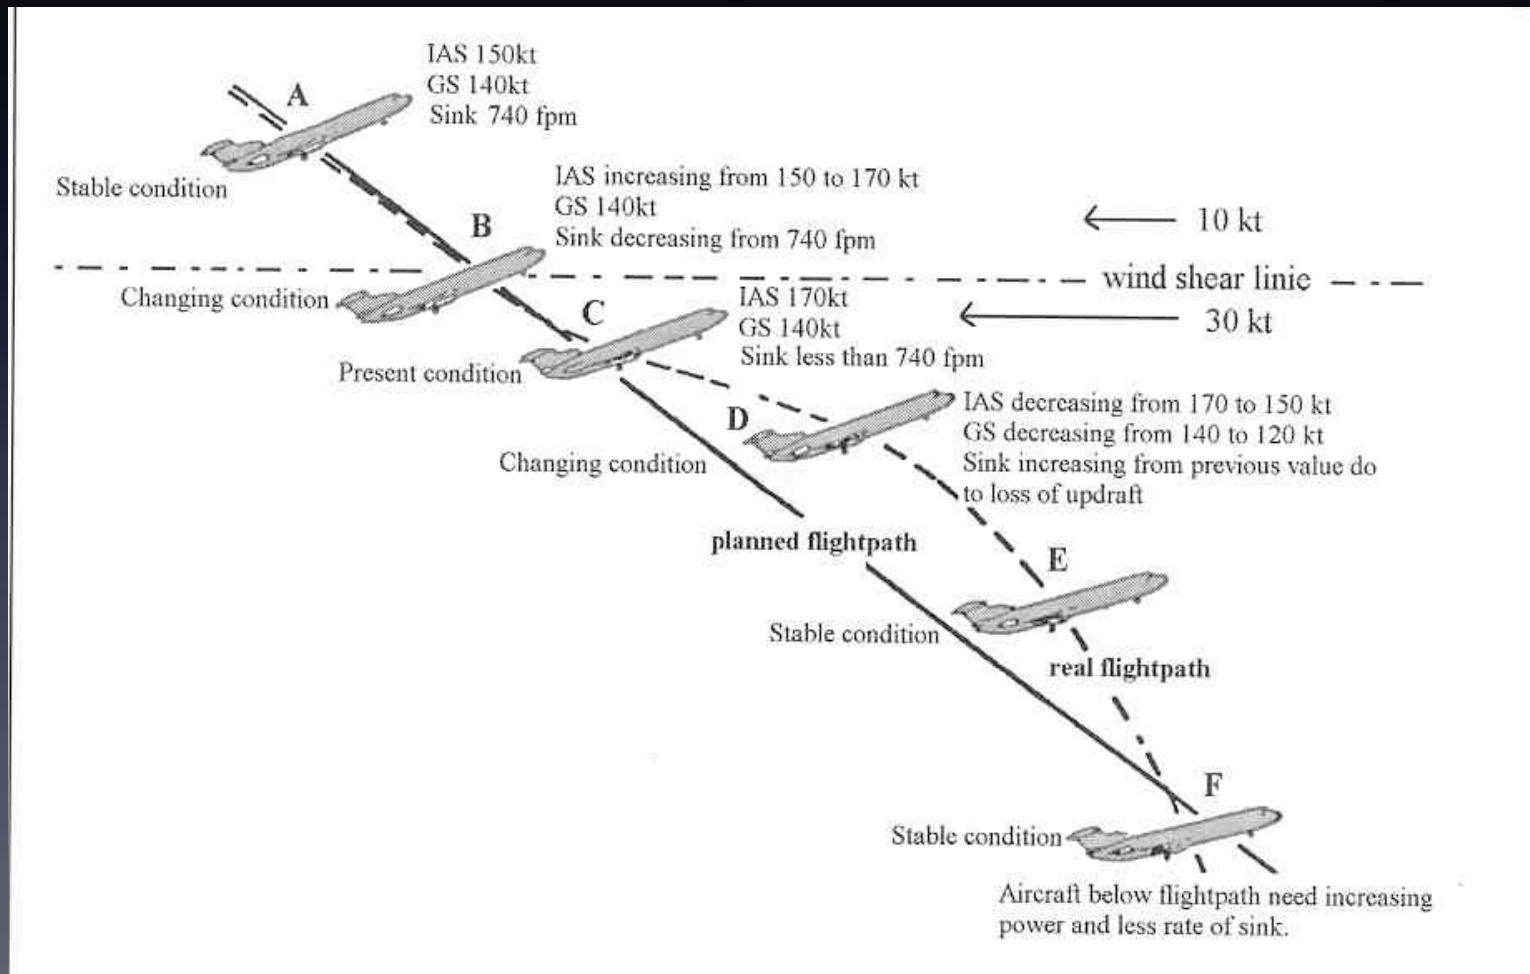 A
IAS 150kt
GS 140kt
Sink 740 fpm
Stable condition
B
IAS increasing from 150 to 170 kt
GS 140kt
Sink decreasing from 740 fpm
10 kt
wind shear linie
Changing condition
C
IAS 170kt
GS 140kt
Sink less than 740 fpm
30 kt
Present condition
D
IAS decreasing from 170 to 150 kt
GS decreasing from 140 to 120 kt
Sink increasing from previous value do
to loss of updraft
Changing condition
planned flightpath
E
Stable condition
real flightpath
F
Stable condition
Aircraft below flightpath need increasing
power and less rate of sink.